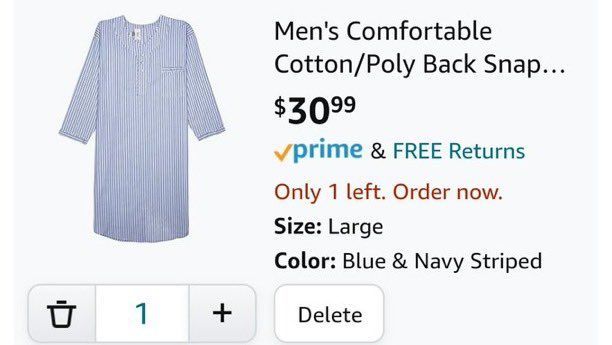 Men's Comfortable
Cotton/Poly Back Snap...
$30 99
prime & FREE Returns
Only 1 left. Order now.
Size: Large
Color: Blue & Navy Striped
1 + Delete